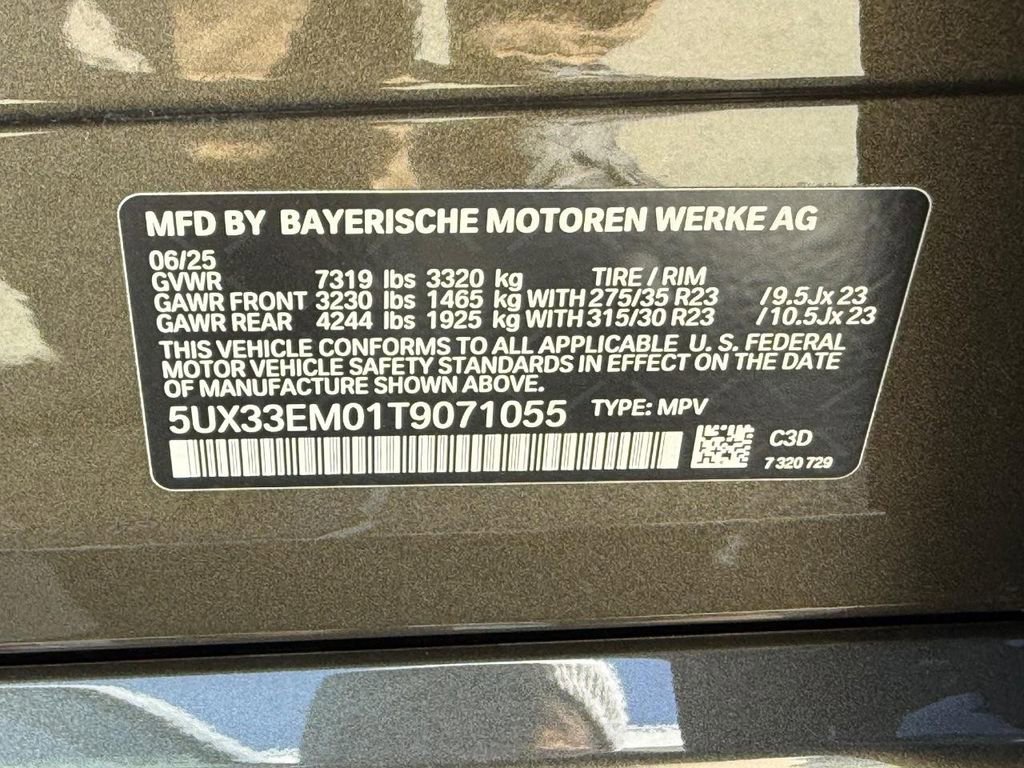 MFD BY BAYERISCHE MOTOREN WERKE AG
06/25
GVWR 7319 lbs 3320 kg TIRE / RIM
GAWR FRONT 3230 lbs 1465 kg WITH 275/35 R23 / 9.5Jx 23
GAWR REAR 4244 lbs 1925 kg WITH 315/30 R23 / 10.5Jx 23
THIS VEHICLE CONFORMS TO ALL APPLICABLE U. S. FEDERAL
MOTOR VEHICLE SAFETY STANDARDS IN EFFECT ON THE DATE
OF MANUFACTURE SHOWN ABOVE.
5UX33EM01T9071055 TYPE: MPV
C3D
7 320 729